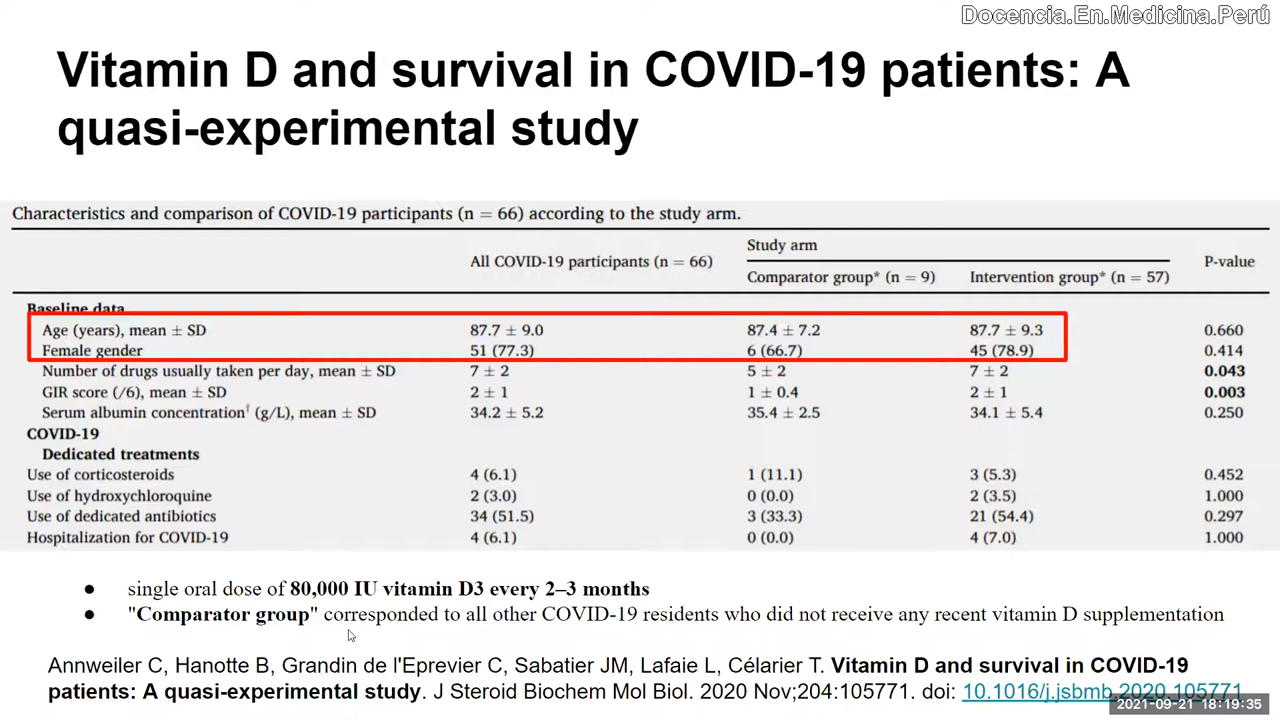 Docencia.En.Medicina.Perú
Vitamin D and survival in COVID-19 patients: A
quasi-experimental study
Characteristics and comparison of COVID-19 participants (n = 66) according to the study arm.
Study arm
All COVID-19 participants (n = 66) P-value
Comparator group* (n = 9) Intervention group* (n = 57)
Baseline data
Age (years), mean ± SD 87.7 ± 9.0 87.4 ± 7.2 87.7 ± 9.3 0.660
Female gender 51 (77.3) 6 (66.7) 45 (78.9) 0.414
Number of drugs usually taken per day, mean ± SD 7 ± 2 5 ± 2 7 ± 2 0.043
GIR score (/6), mean ± SD 2 ± 1 1 ± 0.4 2 ± 1 0.003
Serum albumin concentration† (g/L), mean ± SD 34.2 ± 5.2 35.4 ± 2.5 34.1 ± 5.4 0.250
COVID-19
Dedicated treatments
Use of corticosteroids 4 (6.1) 1 (11.1) 3 (5.3) 0.452
Use of hydroxychloroquine 2 (3.0) 0 (0.0) 2 (3.5) 1.000
Use of dedicated antibiotics 34 (51.5) 3 (33.3) 21 (54.4) 0.297
Hospitalization for COVID-19 4 (6.1) 0 (0.0) 4 (7.0) 1.000
● single oral dose of 80,000 IU vitamin D3 every 2–3 months
● "Comparator group" corresponded to all other COVID-19 residents who did not receive any recent vitamin D supplementation
Annweiler C, Hanotte B, Grandin de l'Eprevier C, Sabatier JM, Lafaie L, Célarier T. Vitamin D and survival in COVID-19
patients: A quasi-experimental study. J Steroid Biochem Mol Biol. 2020 Nov;204:105771. doi: 10.1016/j.jsbmb.2020.105771
2021-09-21 18:19:35